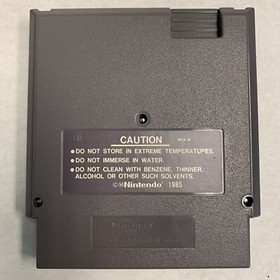 CAUTION
●DO NOT STORE IN EXTREME TEMPERATURES.
●DO NOT IMMERSE IN WATER.
●DO NOT CLEAN WITH BENZENE, THINNER,
ALCOHOL OR OTHER SUCH SOLVENTS.
©®Nintendo® 1985
Nintendo